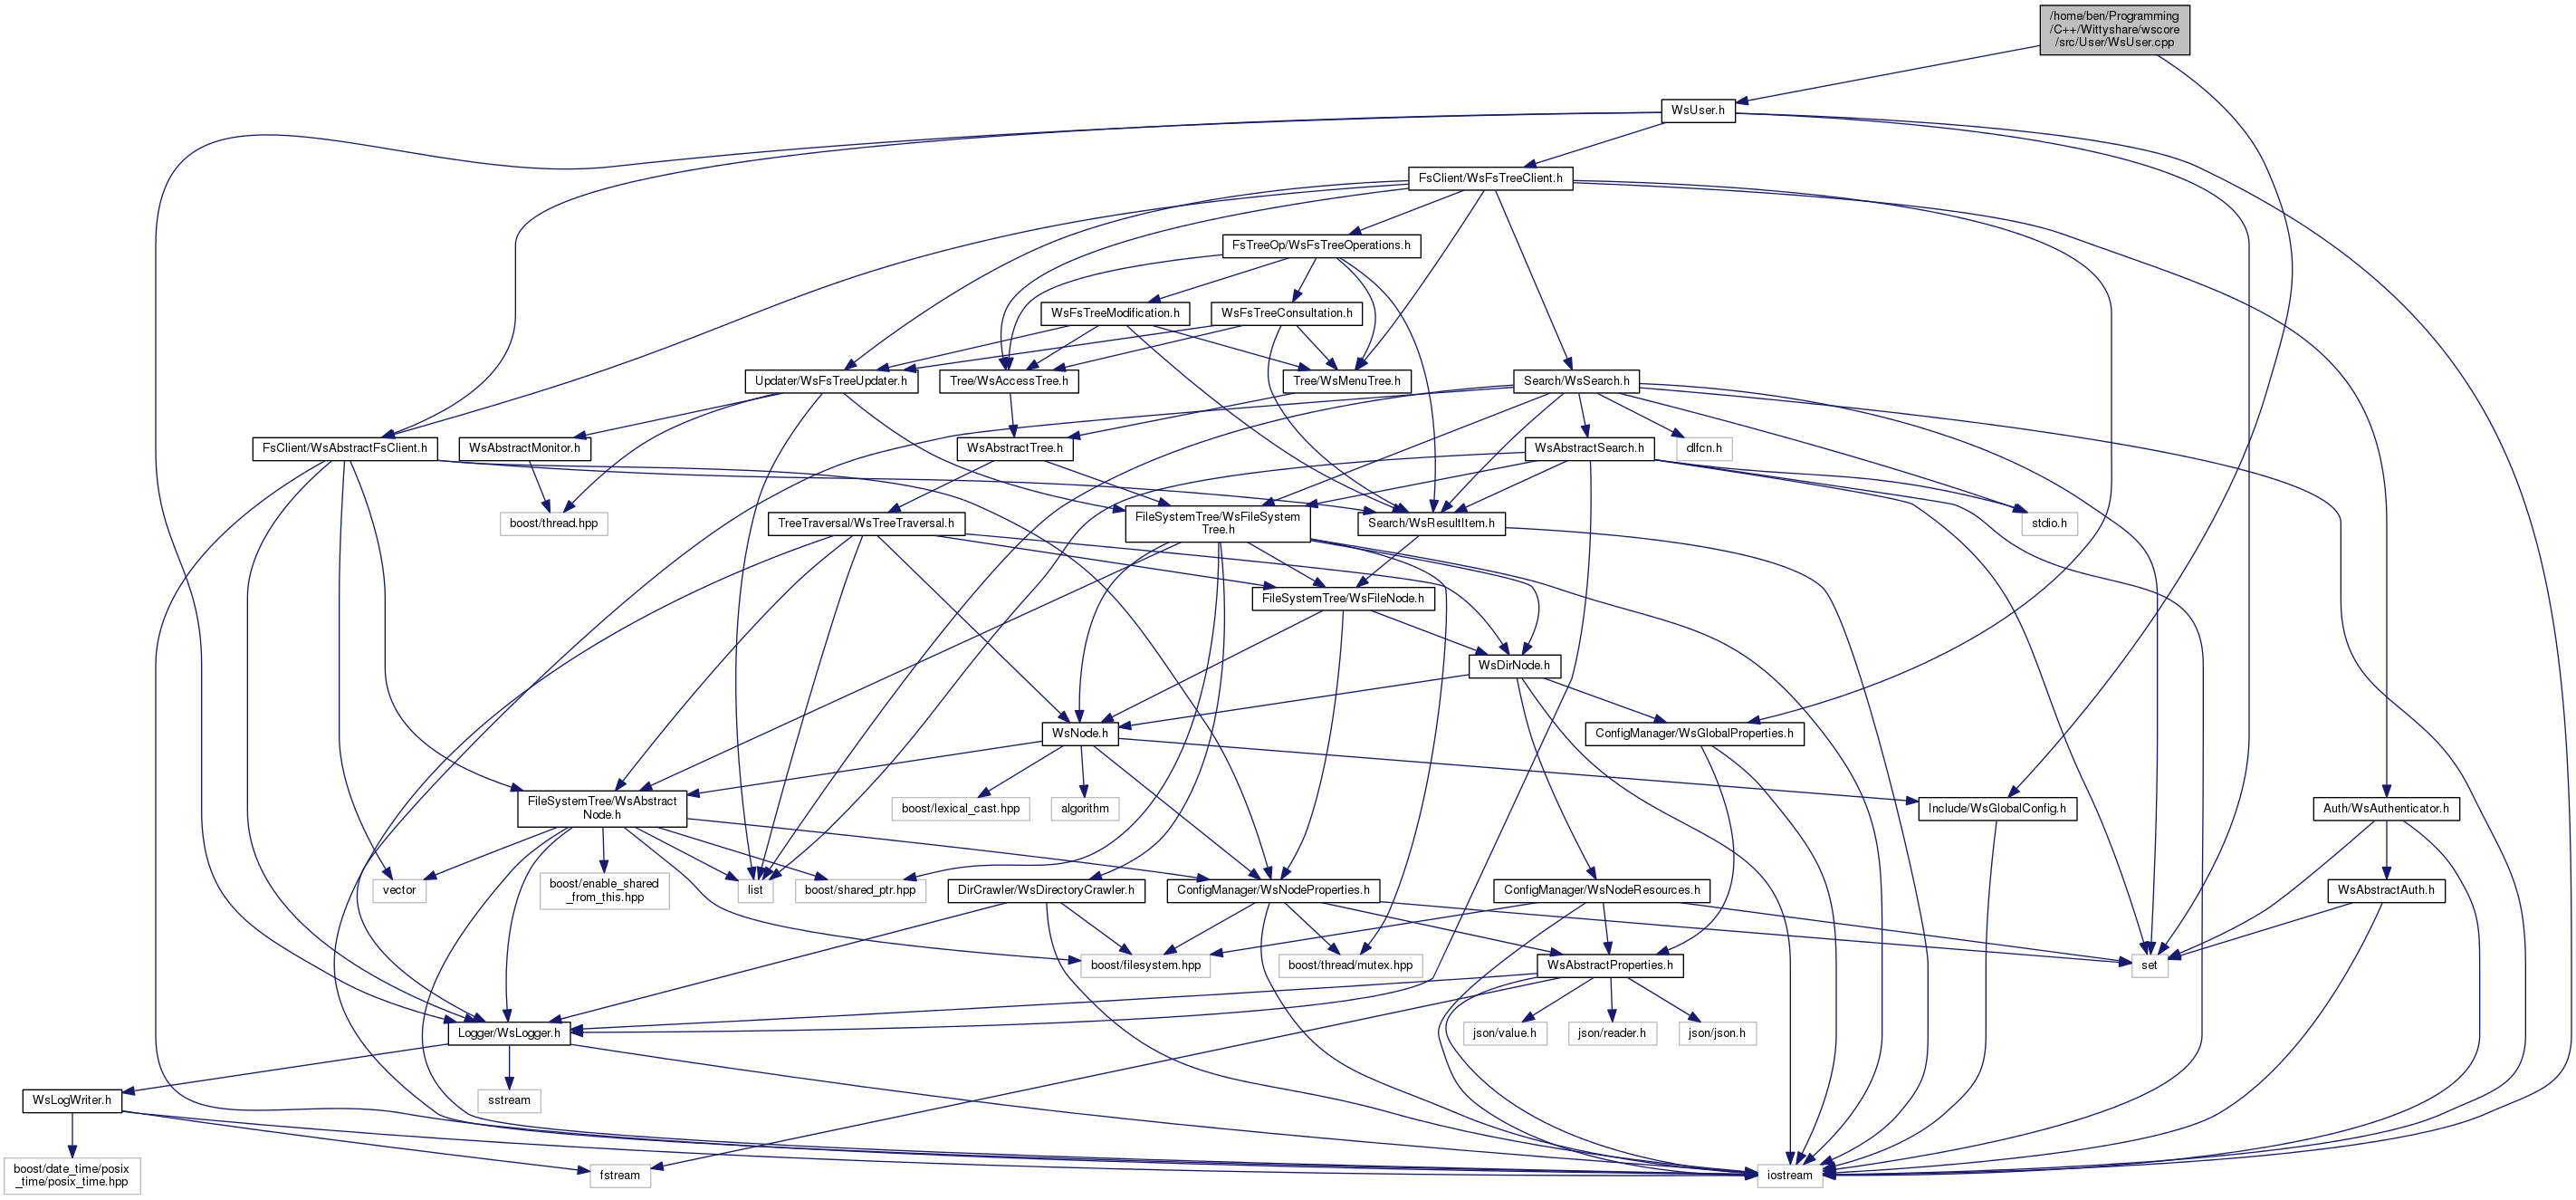 /home/ben/Programming
/C++/Wittyshare/wscore
/src/User/WsUser.cpp
WsUser.h
FsClient/WsFsTreeClient.h
FsTreeOp/WsFsTreeOperations.h
WsFsTreeModification.h
WsFsTreeConsultation.h
Updater/WsFsTreeUpdater.h
Tree/WsAccessTree.h
Tree/WsMenuTree.h
Search/WsSearch.h
FsClient/WsAbstractFsClient.h
WsAbstractMonitor.h
WsAbstractTree.h
WsAbstractSearch.h
dlfcn.h
boost/thread.hpp
TreeTraversal/WsTreeTraversal.h
FileSystemTree/WsFileSystem
Tree.h
Search/WsResultItem.h
stdio.h
FileSystemTree/WsFileNode.h
WsDirNode.h
WsNode.h
ConfigManager/WsGlobalProperties.h
FileSystemTree/WsAbstract
Node.h
boost/lexical_cast.hpp
algorithm
Include/WsGlobalConfig.h
Auth/WsAuthenticator.h
vector
boost/enable_shared
_from_this.hpp
list
boost/shared_ptr.hpp
DirCrawler/WsDirectoryCrawler.h
ConfigManager/WsNodeProperties.h
ConfigManager/WsNodeResources.h
WsAbstractAuth.h
boost/filesystem.hpp
boost/thread/mutex.hpp
WsAbstractProperties.h
set
Logger/WsLogger.h
json/value.h
json/reader.h
json/json.h
WsLogWriter.h
sstream
boost/date_time/posix
_time/posix_time.hpp
fstream
iostream